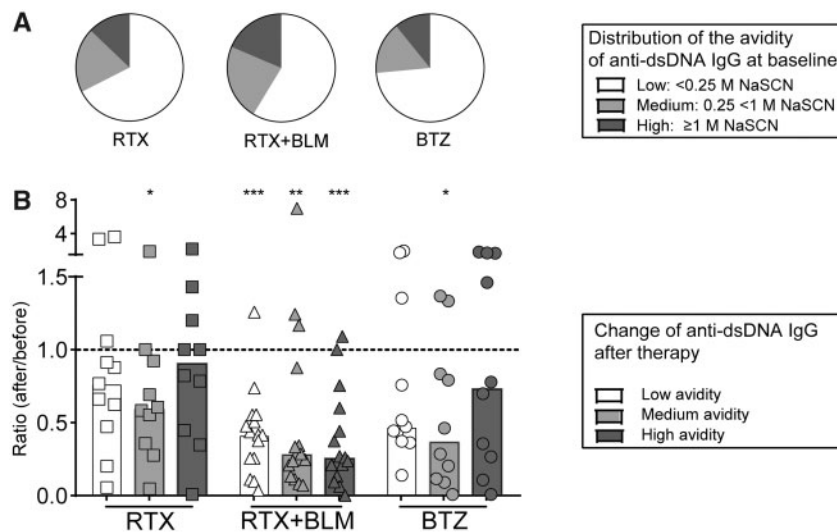 A
RTX
RTX+BLM
BTZ
Distribution of the avidity
of anti-dsDNA IgG at baseline
Low: <0.25 M NaSCN
Medium: 0.25 <1 M NaSCN
High: ≥1 M NaSCN
B
* *** ** *** *
8
4
1.5
1.0
0.5
0.0
Ratio (after/before)
RTX
RTX+BLM
BTZ
Change of anti-dsDNA IgG
after therapy
Low avidity
Medium avidity
High avidity